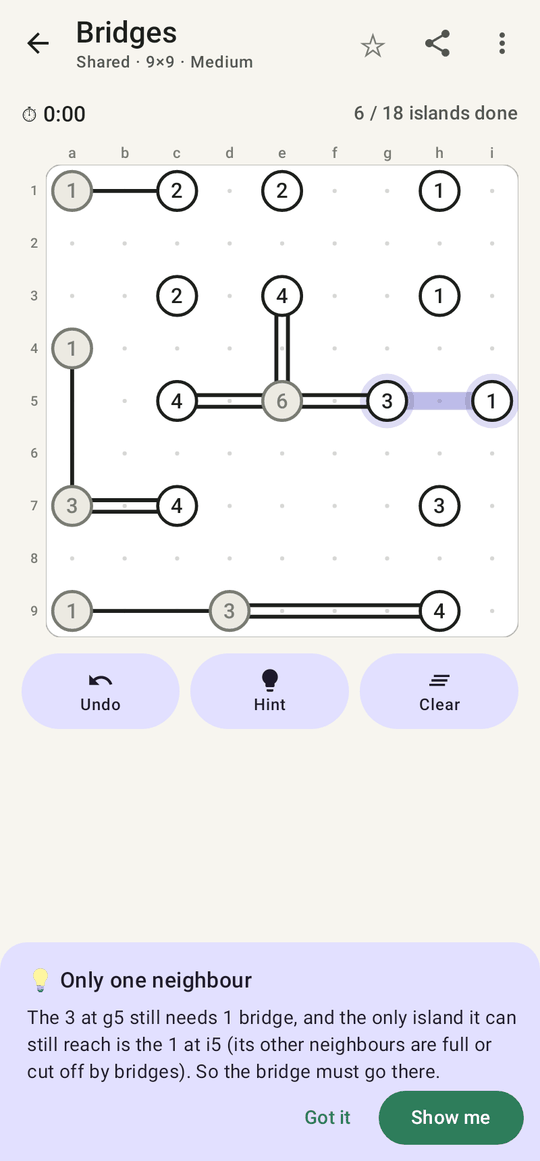 Bridges
Shared · 9×9 · Medium
0:00
6 / 18 islands done
a b c d e f g h i
1 1 2 2 1
2
3 2 4 1
4 1
5 4 6 3 1
6
7 3 4 3
8
9 1 3 4
Undo
Hint
Clear
Only one neighbour
The 3 at g5 still needs 1 bridge, and the only island it can
still reach is the 1 at i5 (its other neighbours are full or
cut off by bridges). So the bridge must go there.
Got it
Show me